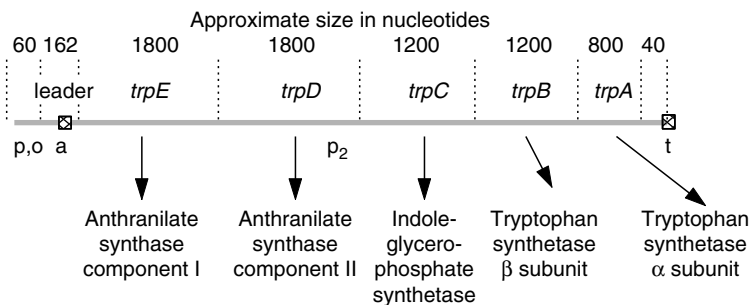 Approximate size in nucleotides
60 162 1800 1800 1200 1200 800 40
leader trpE trpD trpC trpB trpA
p,o a p2 t
Anthranilate Anthranilate Indole- Tryptophan Tryptophan
synthase synthase glycero- synthetase synthetase
component I component II phosphate β subunit α subunit
synthetase